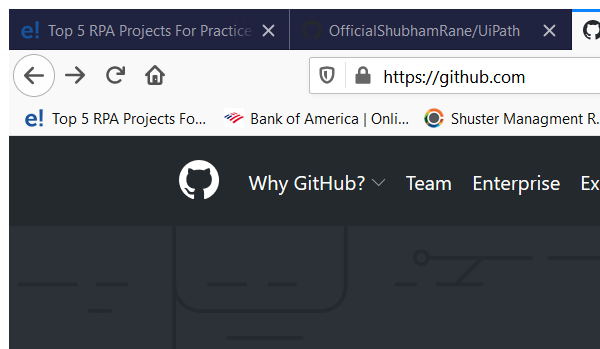 e! Top 5 RPA Projects For Practice
OfficialShubhamRane/UiPath
https://github.com
e! Top 5 RPA Projects Fo...
Bank of America | Onli...
Shuster Managment R.
Why GitHub?
Team
Enterprise
Ex